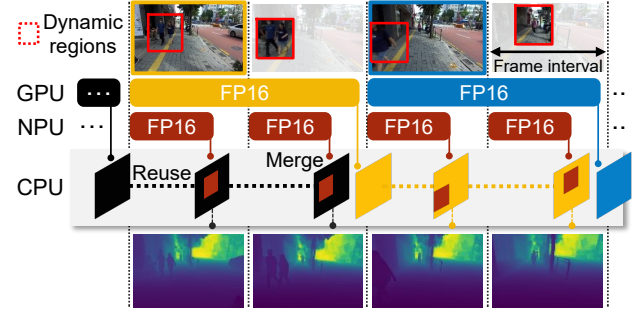 Dynamic
regions
Frame interval
GPU
...
FP16
FP16
...
NPU
...
FP16
FP16
FP16
FP16
...
CPU
Reuse
Merge
...